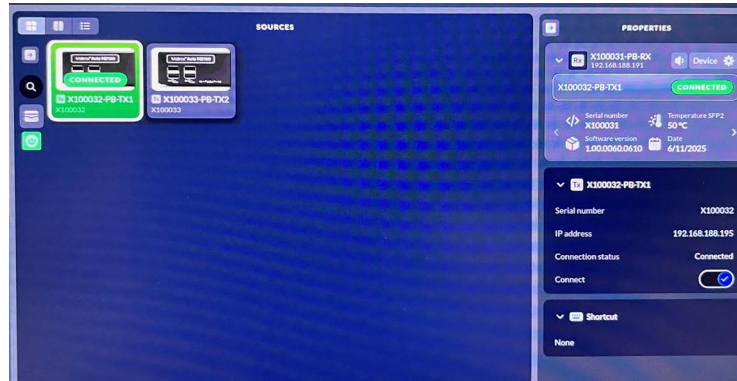 SOURCES
CONNECTED
X100032-PB-TX1
X100032
X100033-PB-TX2
X100033
PROPERTIES
Rx X100031-PB-RX
192.168.188.191
Device
X100032-PB-TX1 CONNECTED
Serial number
X100031
Temperature SFP2
50 °C
Software version
1.00.0060.0610
Date
6/11/2025
Tx X100032-PB-TX1
Serial number X100032
IP address 192.168.188.195
Connection status Connected
Connect
Shortcut
None